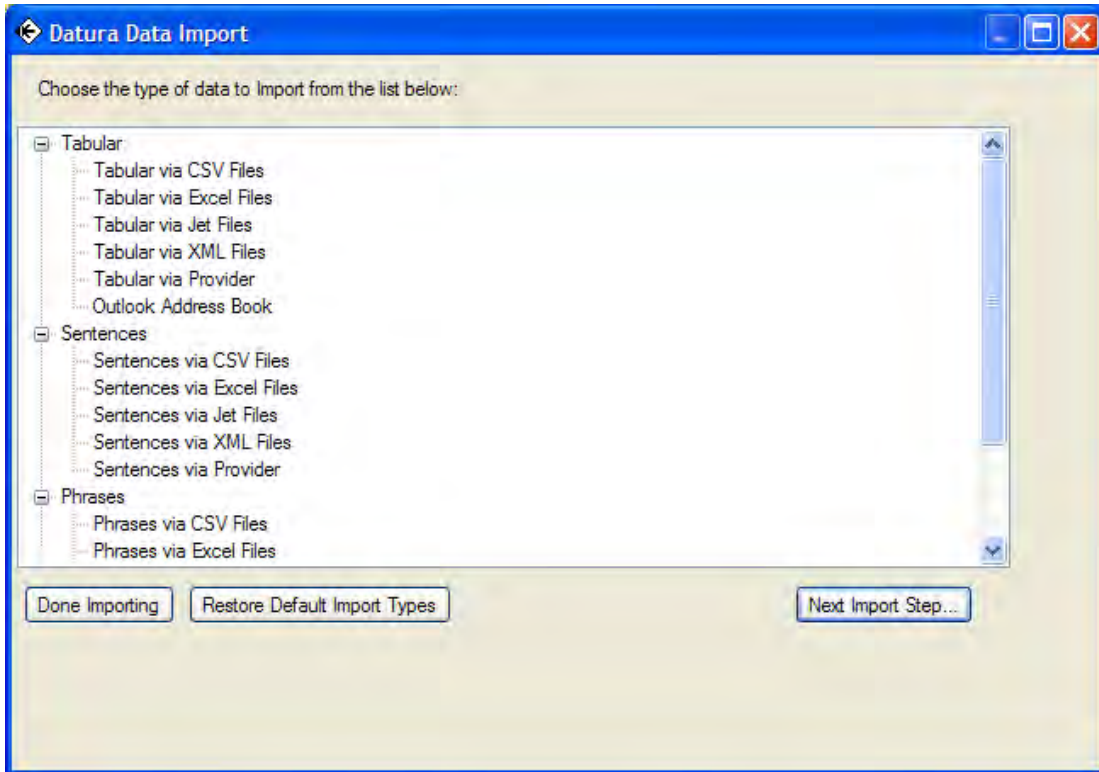 Datura Data Import
Choose the type of data to Import from the list below:
Tabular
Tabular via CSV Files
Tabular via Excel Files
Tabular via Jet Files
Tabular via XML Files
Tabular via Provider
Outlook Address Book
Sentences
Sentences via CSV Files
Sentences via Excel Files
Sentences via Jet Files
Sentences via XML Files
Sentences via Provider
Phrases
Phrases via CSV Files
Phrases via Excel Files
Done Importing Restore Default Import Types Next Import Step...